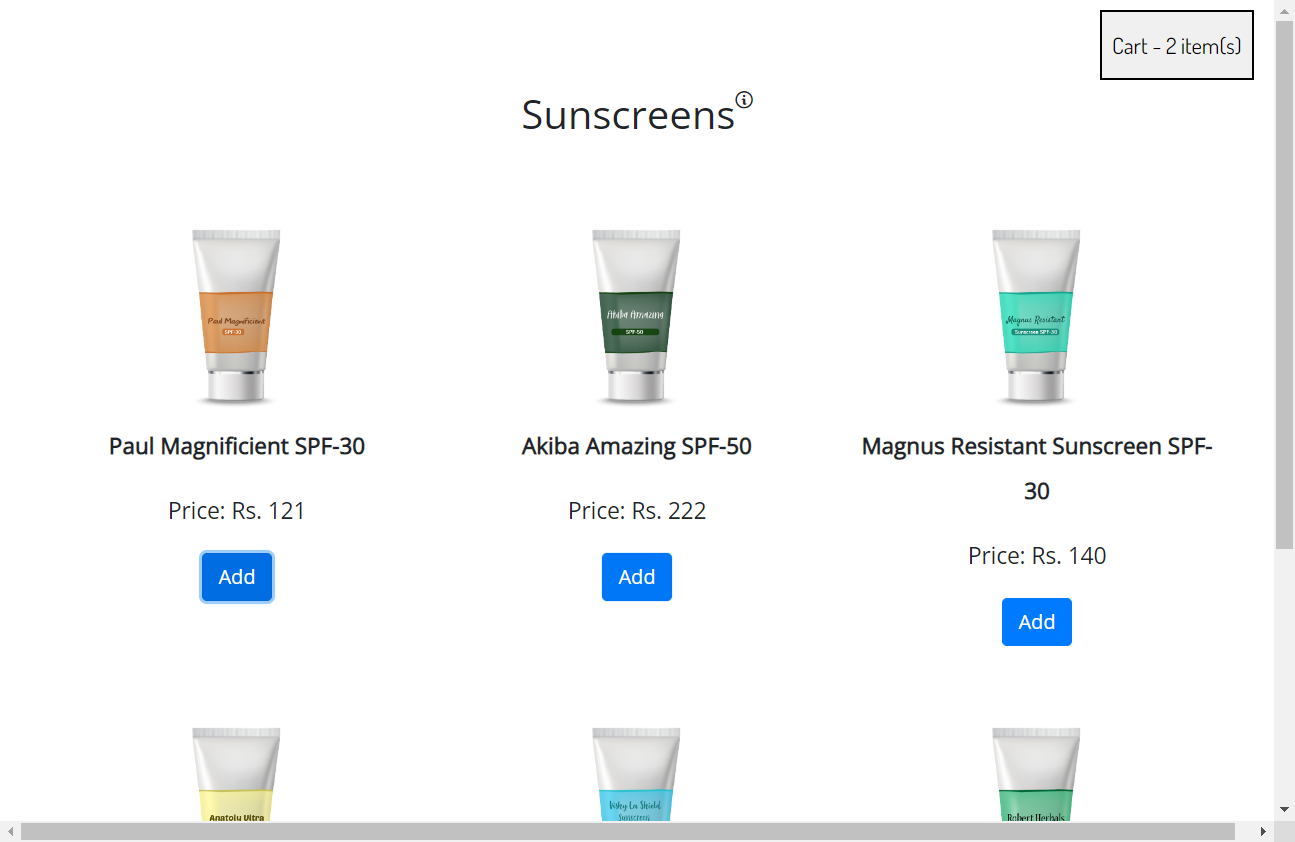 Cart - 2 item(s)
Sunscreens
Paul Magnificient
SPF-30
Akiba Amazing
SPF-50
Magnus Resistant
Sunscreen SPF-30
Paul Magnificient SPF-30
Akiba Amazing SPF-50
Magnus Resistant Sunscreen SPF-
30
Price: Rs. 121
Price: Rs. 222
Price: Rs. 140
Add
Add
Add
Anatoly Ultra
Vishy La Shield
Sunscreen
Robert Herbals